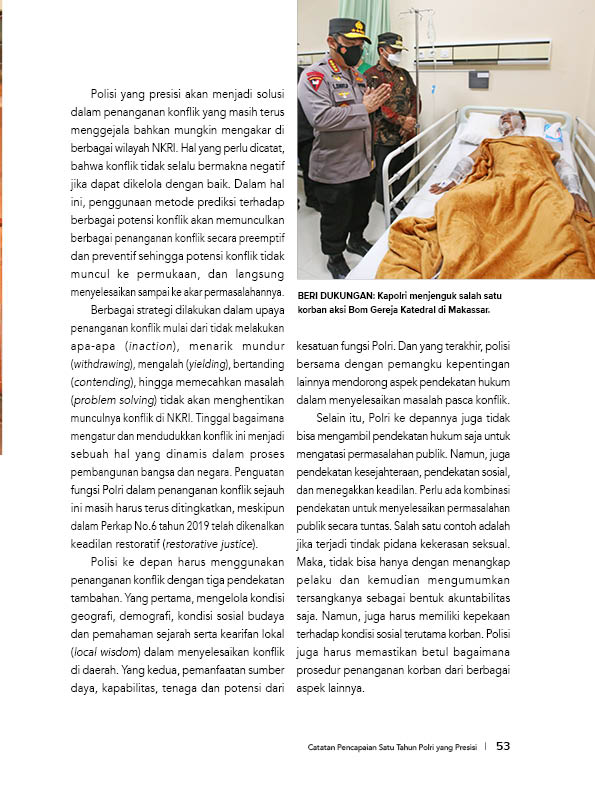 Polisi yang presisi akan menjadi solusi
dalam penanganan konflik yang masih terus
menggejala bahkan mungkin mengakar di
berbagai wilayah NKRI. Hal yang perlu dicatat,
bahwa konflik tidak selalu bermakna negatif
jika dapat dikelola dengan baik. Dalam hal
ini, penggunaan metode prediksi terhadap
berbagai potensi konflik akan memunculkan
berbagai penanganan konflik secara preemptif
dan preventif sehingga potensi konflik tidak
muncul ke permukaan, dan langsung
menyelesaikan sampai ke akar permasalahannya.
Berbagai strategi dilakukan dalam upaya
penanganan konflik mulai dari tidak melakukan
apa-apa (inaction), menarik mundur
(withdrawing), mengalah (yielding), bertanding
(contending), hingga memecahkan masalah
(problem solving) tidak akan menghentikan
munculnya konflik di NKRI. Tinggal bagaimana
mengatur dan mendudukkan konflik ini menjadi
sebuah hal yang dinamis dalam proses
pembangunan bangsa dan negara. Penguatan
fungsi Polri dalam penanganan konflik sejauh
ini masih harus terus ditingkatkan, meskipun
dalam Perkap No.6 tahun 2019 telah dikenalkan
keadilan restoratif (restorative justice).
Polisi ke depan harus menggunakan
penanganan konflik dengan tiga pendekatan
tambahan. Yang pertama, mengelola kondisi
geografi, demografi, kondisi sosial budaya
dan pemahaman sejarah serta kearifan lokal
(local wisdom) dalam menyelesaikan konflik
di daerah. Yang kedua, pemanfaatan sumber
daya, kapabilitas, tenaga dan potensi dari
BERI DUKUNGAN: Kapolri menjenguk salah satu
korban aksi Bom Gereja Katedral di Makassar.
kesatuan fungsi Polri. Dan yang terakhir, polisi
bersama dengan pemangku kepentingan
lainnya mendorong aspek pendekatan hukum
dalam menyelesaikan masalah pasca konflik.
Selain itu, Polri ke depannya juga tidak
bisa mengambil pendekatan hukum saja untuk
mengatasi permasalahan publik. Namun, juga
pendekatan kesejahteraan, pendekatan sosial,
dan menegakkan keadilan. Perlu ada kombinasi
pendekatan untuk menyelesaikan permasalahan
publik secara tuntas. Salah satu contoh adalah
jika terjadi tindak pidana kekerasan seksual.
Maka, tidak bisa hanya dengan menangkap
pelaku dan kemudian mengumumkan
tersangkanya sebagai bentuk akuntabilitas
saja. Namun, juga harus memiliki kepekaan
terhadap kondisi sosial terutama korban. Polisi
juga harus memastikan betul bagaimana
prosedur penanganan korban dari berbagai
aspek lainnya.
Catatan Pencapaian Satu Tahun Polri yang Presisi | 53